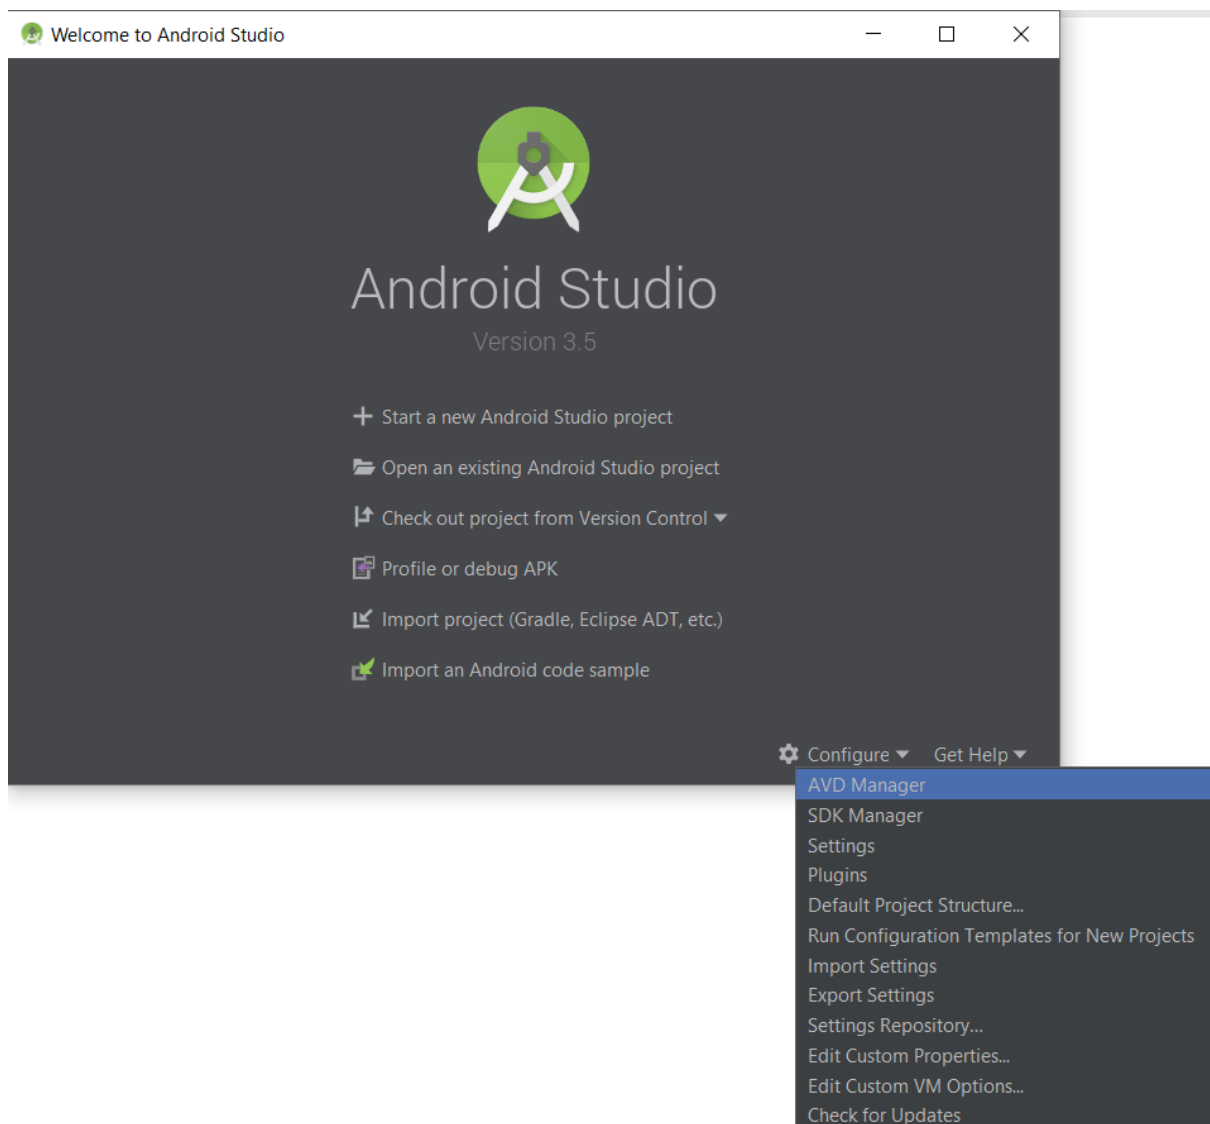 Welcome to Android Studio
Android Studio
Version 3.5
Start a new Android Studio project
Open an existing Android Studio project
Check out project from Version Control
Profile or debug APK
Import project (Gradle, Eclipse ADT, etc.)
Import an Android code sample
Configure Get Help
AVD Manager
SDK Manager
Settings
Plugins
Default Project Structure...
Run Configuration Templates for New Projects
Import Settings
Export Settings
Settings Repository...
Edit Custom Properties...
Edit Custom VM Options...
Check for Updates